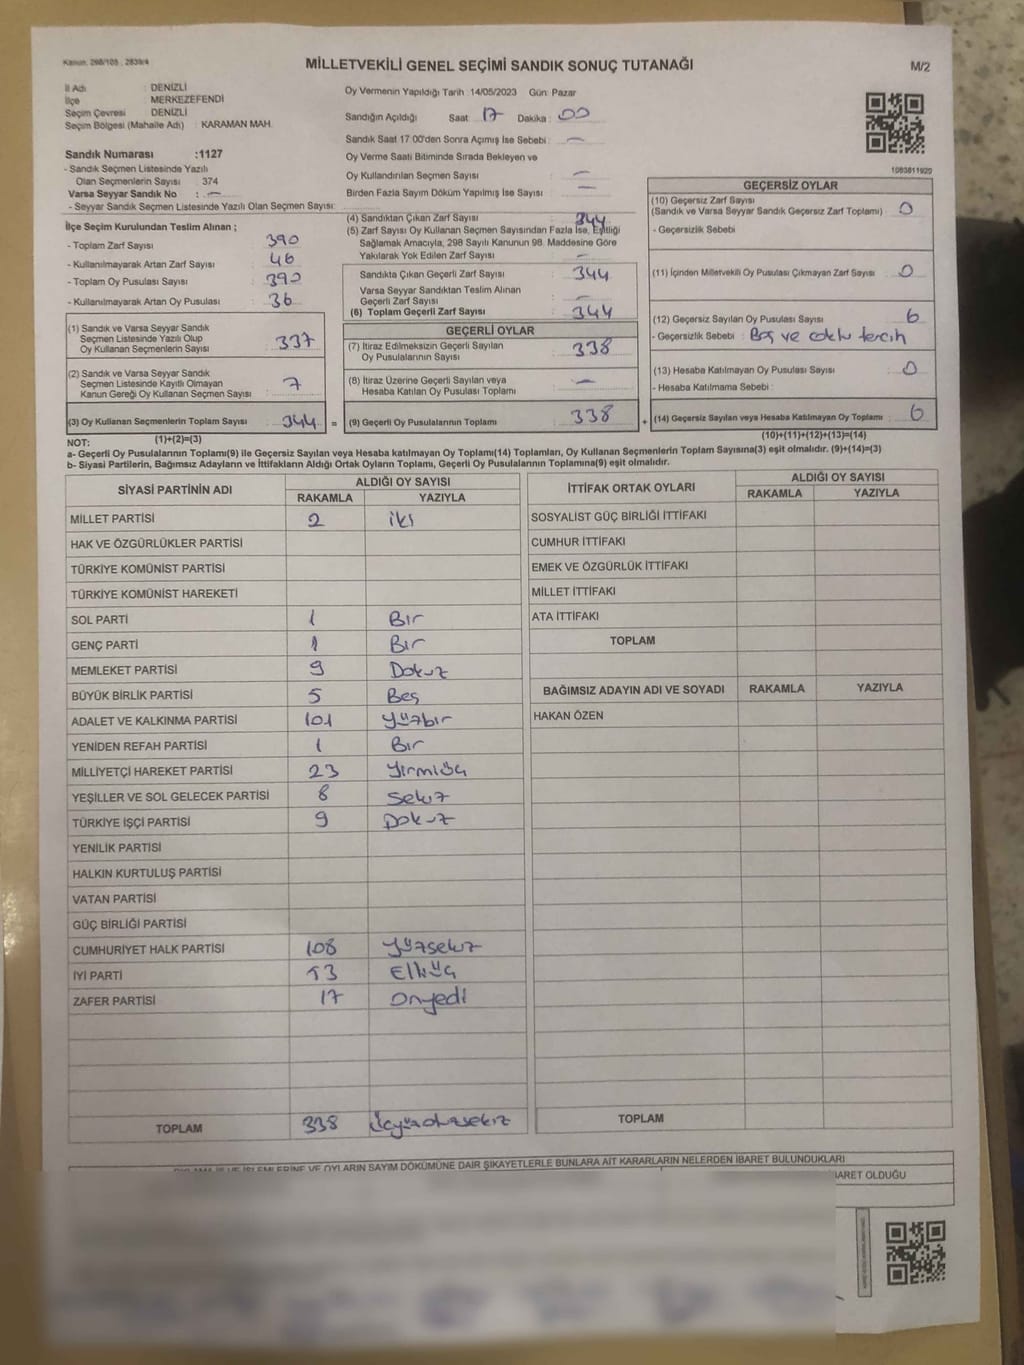 Kanun, 298/105 , 2839/4
MİLLETVEKİLİ GENEL SEÇİMİ SANDIK SONUÇ TUTANAĞI
M/2
İl Adı : DENİZLİ
İlçe : MERKEZEFENDİ
Seçim Çevresi : DENİZLİ
Seçim Bölgesi (Mahalle Adı) : KARAMAN MAH.
Oy Vermenin Yapıldığı Tarih :14/05/2023 Gün: Pazar
Sandığın Açıldığı Saat : 17 Dakika : 00
Sandık Saat 17.00'den Sonra Açımış İse Sebebi : —
Oy Verme Saati Bitiminde Sırada Bekleyen ve
Oy Kullandırılan Seçmen Sayısı : —
Birden Fazla Sayım Döküm Yapılmış İse Sayısı : —
1083811920
Sandık Numarası :1127
- Sandık Seçmen Listesinde Yazılı
Olan Seçmenlerin Sayısı : 374
Varsa Seyyar Sandık No : —
- Seyyar Sandık Seçmen Listesinde Yazılı Olan Seçmen Sayısı:
İlçe Seçim Kurulundan Teslim Alınan ;
- Toplam Zarf Sayısı : 390
- Kullanılmayarak Artan Zarf Sayısı : 46
- Toplam Oy Pusulası Sayısı : 390
- Kullanılmayarak Artan Oy Pusulası : 36
(1) Sandık ve Varsa Seyyar Sandık
Seçmen Listesinde Yazılı Olup
Oy Kullanan Seçmenlerin Sayısı : 337
(2) Sandık ve Varsa Seyyar Sandık
Seçmen Listesinde Kayıtlı Olmayan
Kanun Gereği Oy Kullanan Seçmen Sayısı : 7
(3) Oy Kullanan Seçmenlerin Toplam Sayısı : 344 =
(1)+(2)=(3)
(4) Sandıktan Çıkan Zarf Sayısı : 344
(5) Zarf Sayısı Oy Kullanan Seçmen Sayısından Fazla İse, Eşitliği
Sağlamak Amacıyla, 298 Sayılı Kanunun 98. Maddesine Göre
Yakılarak Yok Edilen Zarf Sayısı : —
Sandıkta Çıkan Geçerli Zarf Sayısı : 344
Varsa Seyyar Sandıktan Teslim Alınan
Geçerli Zarf Sayısı : —
(6) Toplam Geçerli Zarf Sayısı : 344
GEÇERLİ OYLAR
(7) İtiraz Edilmeksizin Geçerli Sayılan
Oy Pusulalarının Sayısı : 338
(8) İtiraz Üzerine Geçerli Sayılan veya
Hesaba Katılan Oy Pusulası Toplamı : —
(9) Geçerli Oy Pusulalarının Toplamı : 338 +
GEÇERSİZ OYLAR
(10) Geçersiz Zarf Sayısı
(Sandık ve Varsa Seyyar Sandık Geçersiz Zarf Toplamı) : 0
- Geçersizlik Sebebi :
(11) İçinden Milletvekili Oy Pusulası Çıkmayan Zarf Sayısı : 0
(12) Geçersiz Sayılan Oy Pusulası Sayısı : 6
- Geçersizlik Sebebi : Boş ve çoklu tercih
(13) Hesaba Katılmayan Oy Pusulası Sayısı : 0
- Hesaba Katılmama Sebebi :
(14) Geçersiz Sayılan veya Hesaba Katılmayan Oy Toplamı : 6
(10)+(11)+(12)+(13)=(14)
NOT:
a- Geçerli Oy Pusulalarının Toplamı(9) ile Geçersiz Sayılan veya Hesaba katılmayan Oy Toplamı(14) Toplamları, Oy Kullanan Seçmenlerin Toplam Sayısına(3) eşit olmalıdır. (9)+(14)=(3)
b- Siyasi Partilerin, Bağımsız Adayların ve İttifakların Aldığı Ortak Oyların Toplamı, Geçerli Oy Pusulalarının Toplamına(9) eşit olmalıdır.
SİYASİ PARTİNİN ADI ALDIĞI OY SAYISI
RAKAMLA YAZIYLA
MİLLET PARTİSİ 2 iki
HAK VE ÖZGÜRLÜKLER PARTİSİ
TÜRKİYE KOMÜNİST PARTİSİ
TÜRKİYE KOMÜNİST HAREKETİ
SOL PARTİ 1 Bir
GENÇ PARTİ 1 Bir
MEMLEKET PARTİSİ 9 Dokuz
BÜYÜK BİRLİK PARTİSİ 5 Beş
ADALET VE KALKINMA PARTİSİ 101 Yüzbir
YENİDEN REFAH PARTİSİ 1 Bir
MİLLİYETÇİ HAREKET PARTİSİ 23 Yirmiüç
YEŞİLLER VE SOL GELECEK PARTİSİ 8 Sekiz
TÜRKİYE İŞÇİ PARTİSİ 9 Dokuz
YENİLİK PARTİSİ
HALKIN KURTULUŞ PARTİSİ
VATAN PARTİSİ
GÜÇ BİRLİĞİ PARTİSİ
CUMHURİYET HALK PARTİSİ 108 Yüzsekiz
İYİ PARTİ 53 Elliüç
ZAFER PARTİSİ 17 Onyedi
TOPLAM 338 Üçyüzotuzsekiz
İTTİFAK ORTAK OYLARI ALDIĞI OY SAYISI
RAKAMLA YAZIYLA
SOSYALİST GÜÇ BİRLİĞİ İTTİFAKI
CUMHUR İTTİFAKI
EMEK VE ÖZGÜRLÜK İTTİFAKI
MİLLET İTTİFAKI
ATA İTTİFAKI
TOPLAM
BAĞIMSIZ ADAYIN ADI VE SOYADI RAKAMLA YAZIYLA
HAKAN ÖZEN
TOPLAM
VE OYLARIN SAYIM DÖKÜMÜNE DAİR ŞİKAYETLERLE BUNLARA AİT KARARLARIN NELERDEN İBARET BULUNDUKLARI
İBARET OLDUĞU